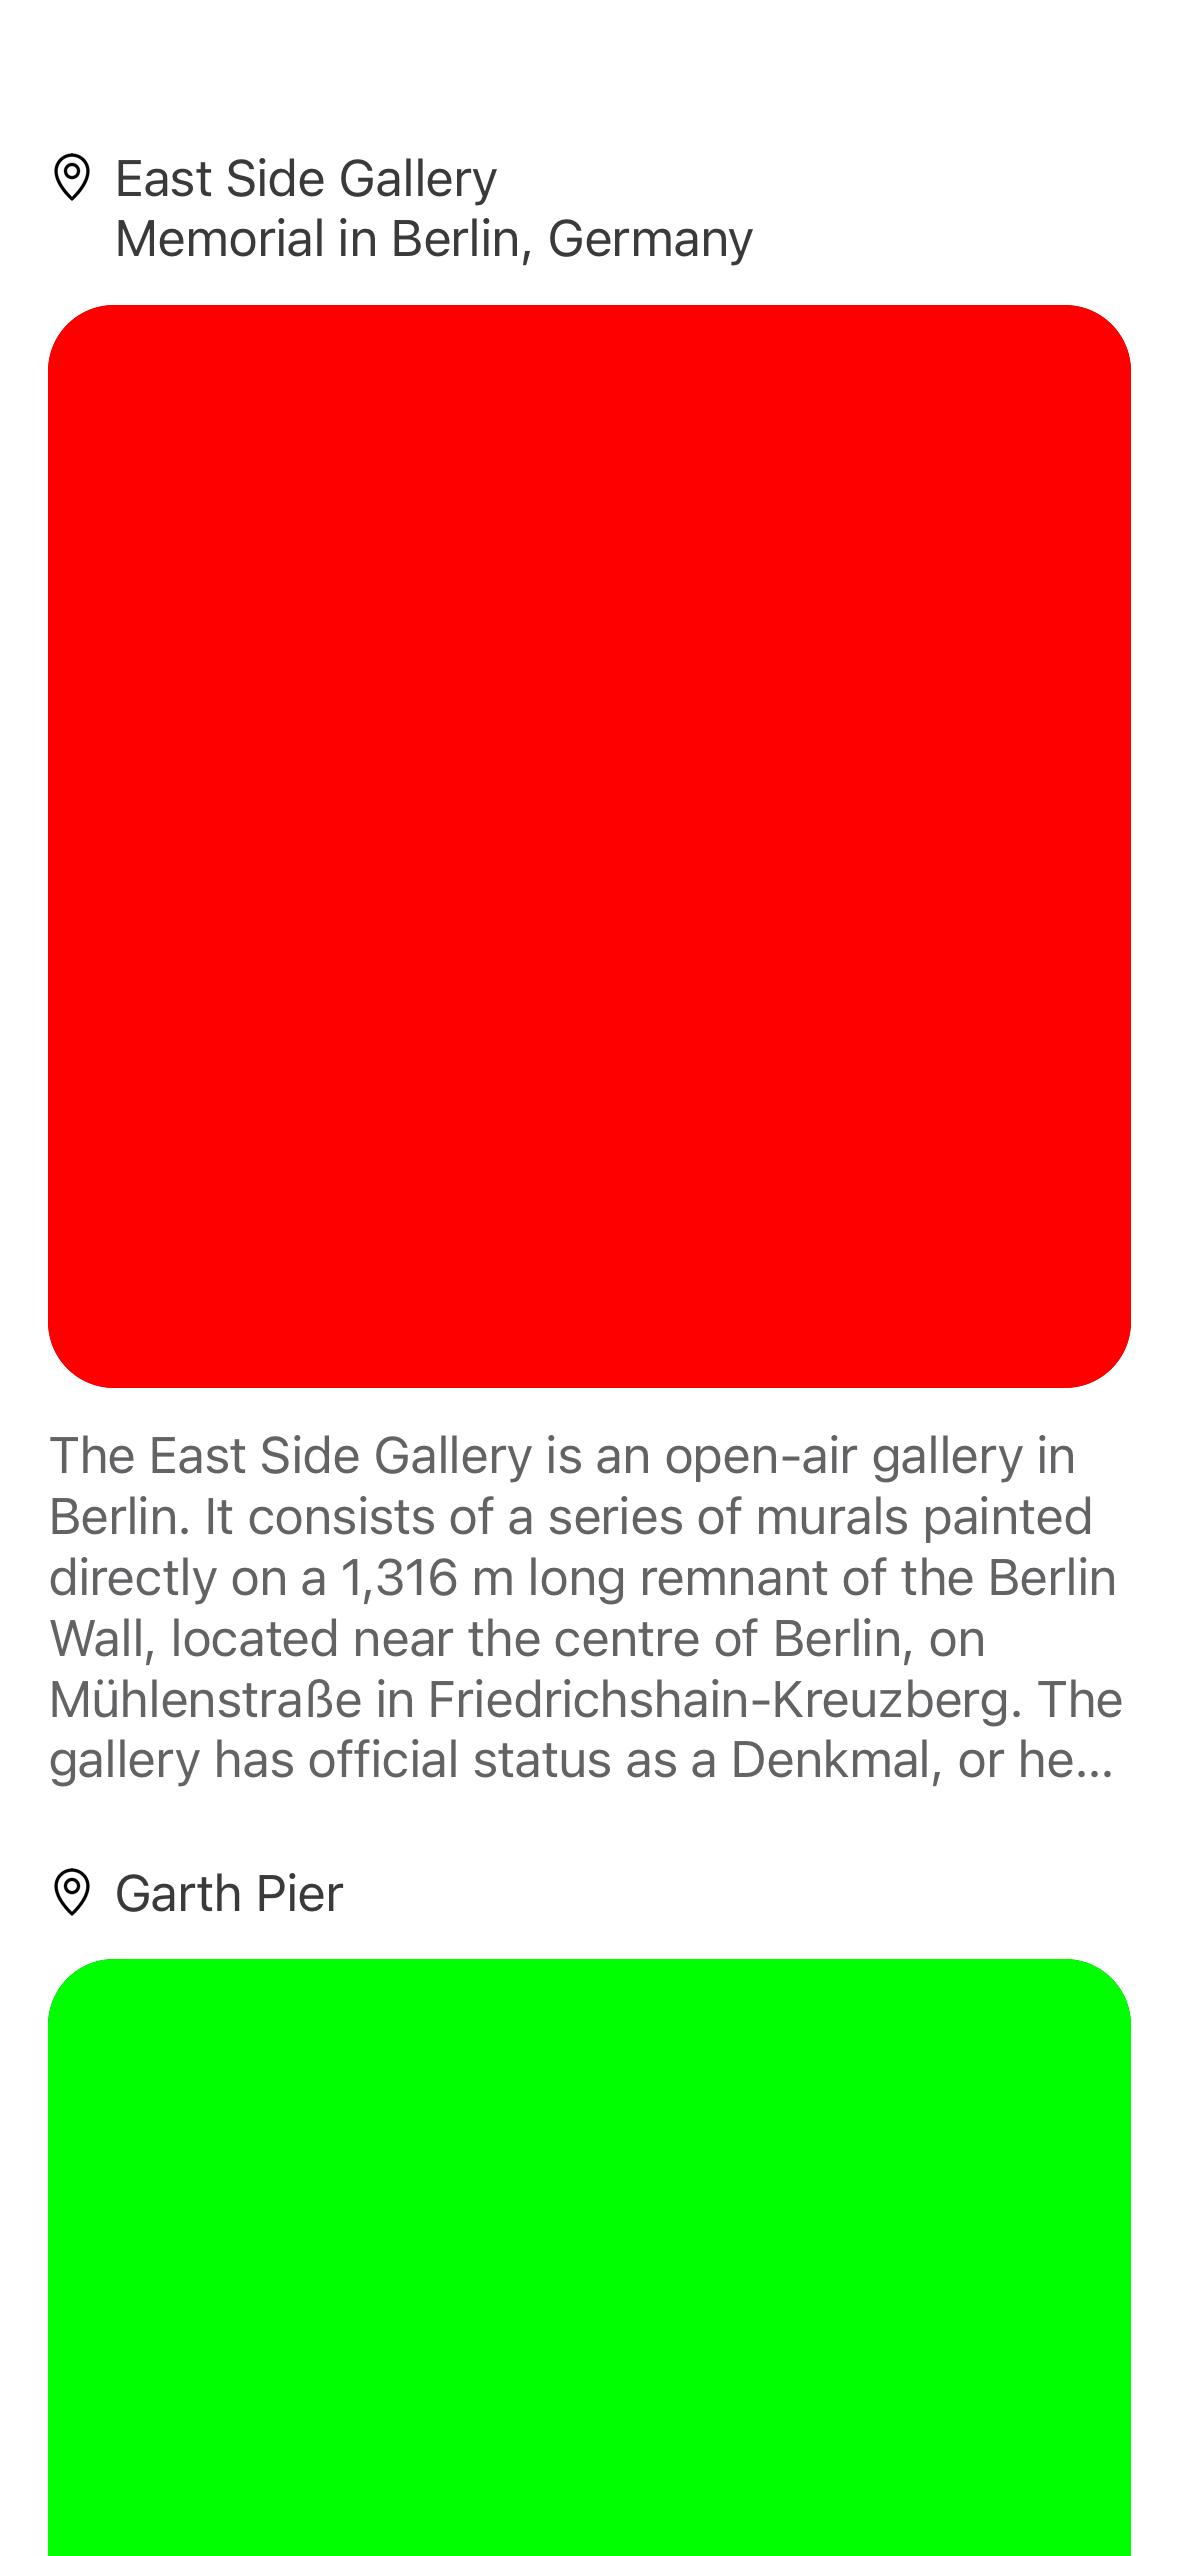 East Side Gallery
Memorial in Berlin, Germany
The East Side Gallery is an open-air gallery in
Berlin. It consists of a series of murals painted
directly on a 1,316 m long remnant of the Berlin
Wall, located near the centre of Berlin, on
Mühlenstraße in Friedrichshain-Kreuzberg. The
gallery has official status as a Denkmal, or he...
Garth Pier